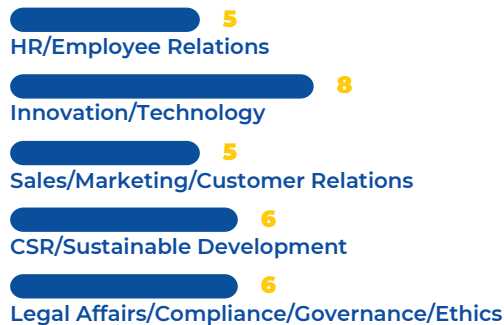 5
HR/Employee Relations
8
Innovation/Technology
5
Sales/Marketing/Customer Relations
6
CSR/Sustainable Development
6
Legal Affairs/Compliance/Governance/Ethics